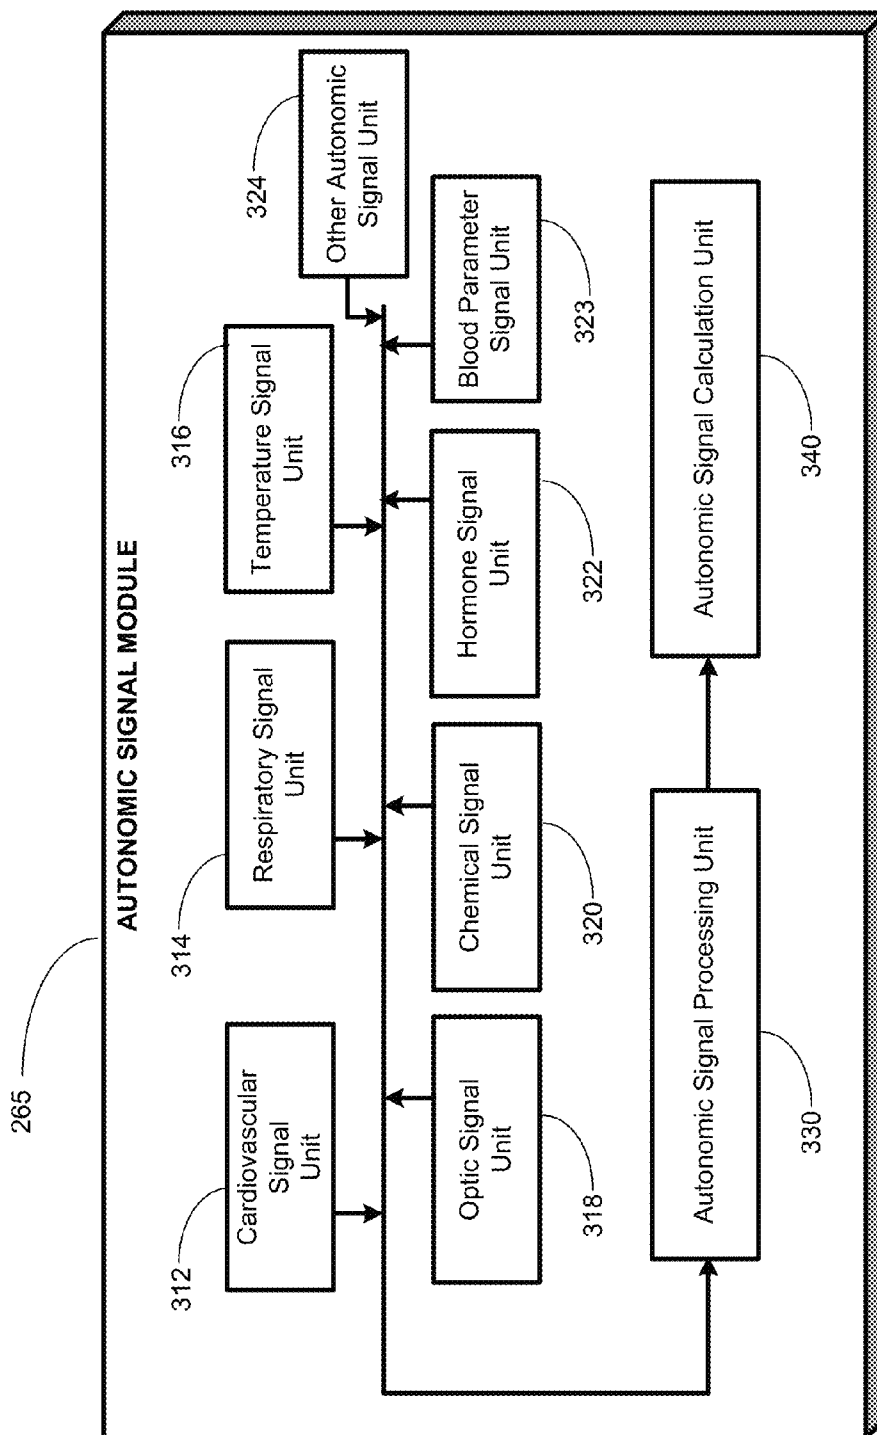 265
AUTONOMIC SIGNAL MODULE
312
Cardiovascular
Signal
Unit
314
Respiratory Signal
Unit
316
Temperature Signal
Unit
324
Other Autonomic
Signal Unit
Optic Signal
Unit
318
Chemical Signal
Unit
320
Hormone Signal
Unit
322
Blood Parameter
Signal Unit
323
Autonomic Signal Processing Unit
330
Autonomic Signal Calculation Unit
340